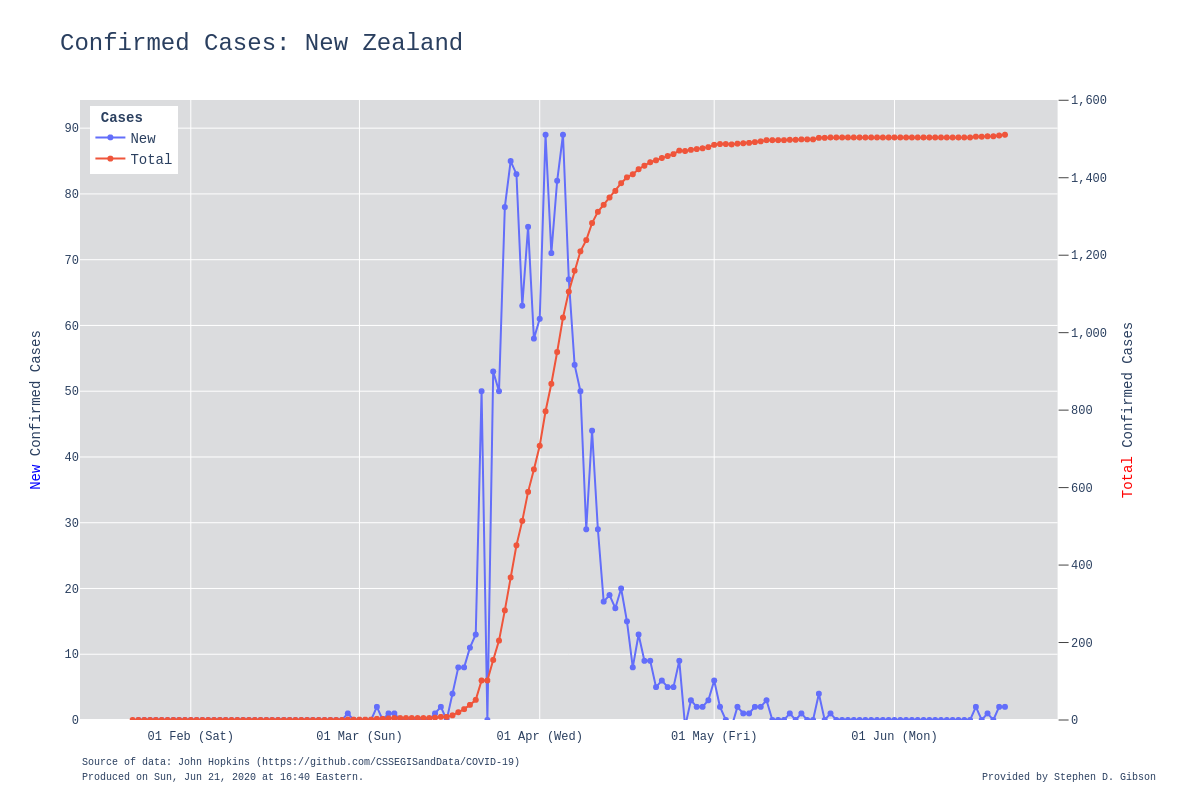 Confirmed Cases: New Zealand
Cases
New
Total
90
80
70
60
50
40
30
20
10
0
1,600
1,400
1,200
1,000
800
600
400
200
0
New Confirmed Cases
Total Confirmed Cases
01 Feb (Sat)
01 Mar (Sun)
01 Apr (Wed)
01 May (Fri)
01 Jun (Mon)
Source of data: John Hopkins (https://github.com/CSSEGISandData/COVID-19)
Produced on Sun, Jun 21, 2020 at 16:40 Eastern.
Provided by Stephen D. Gibson